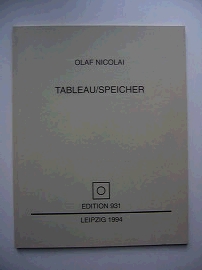 OLAF NICOLAI
TABLEAU/SPEICHER
EDITION 931
LEIPZIG 1994